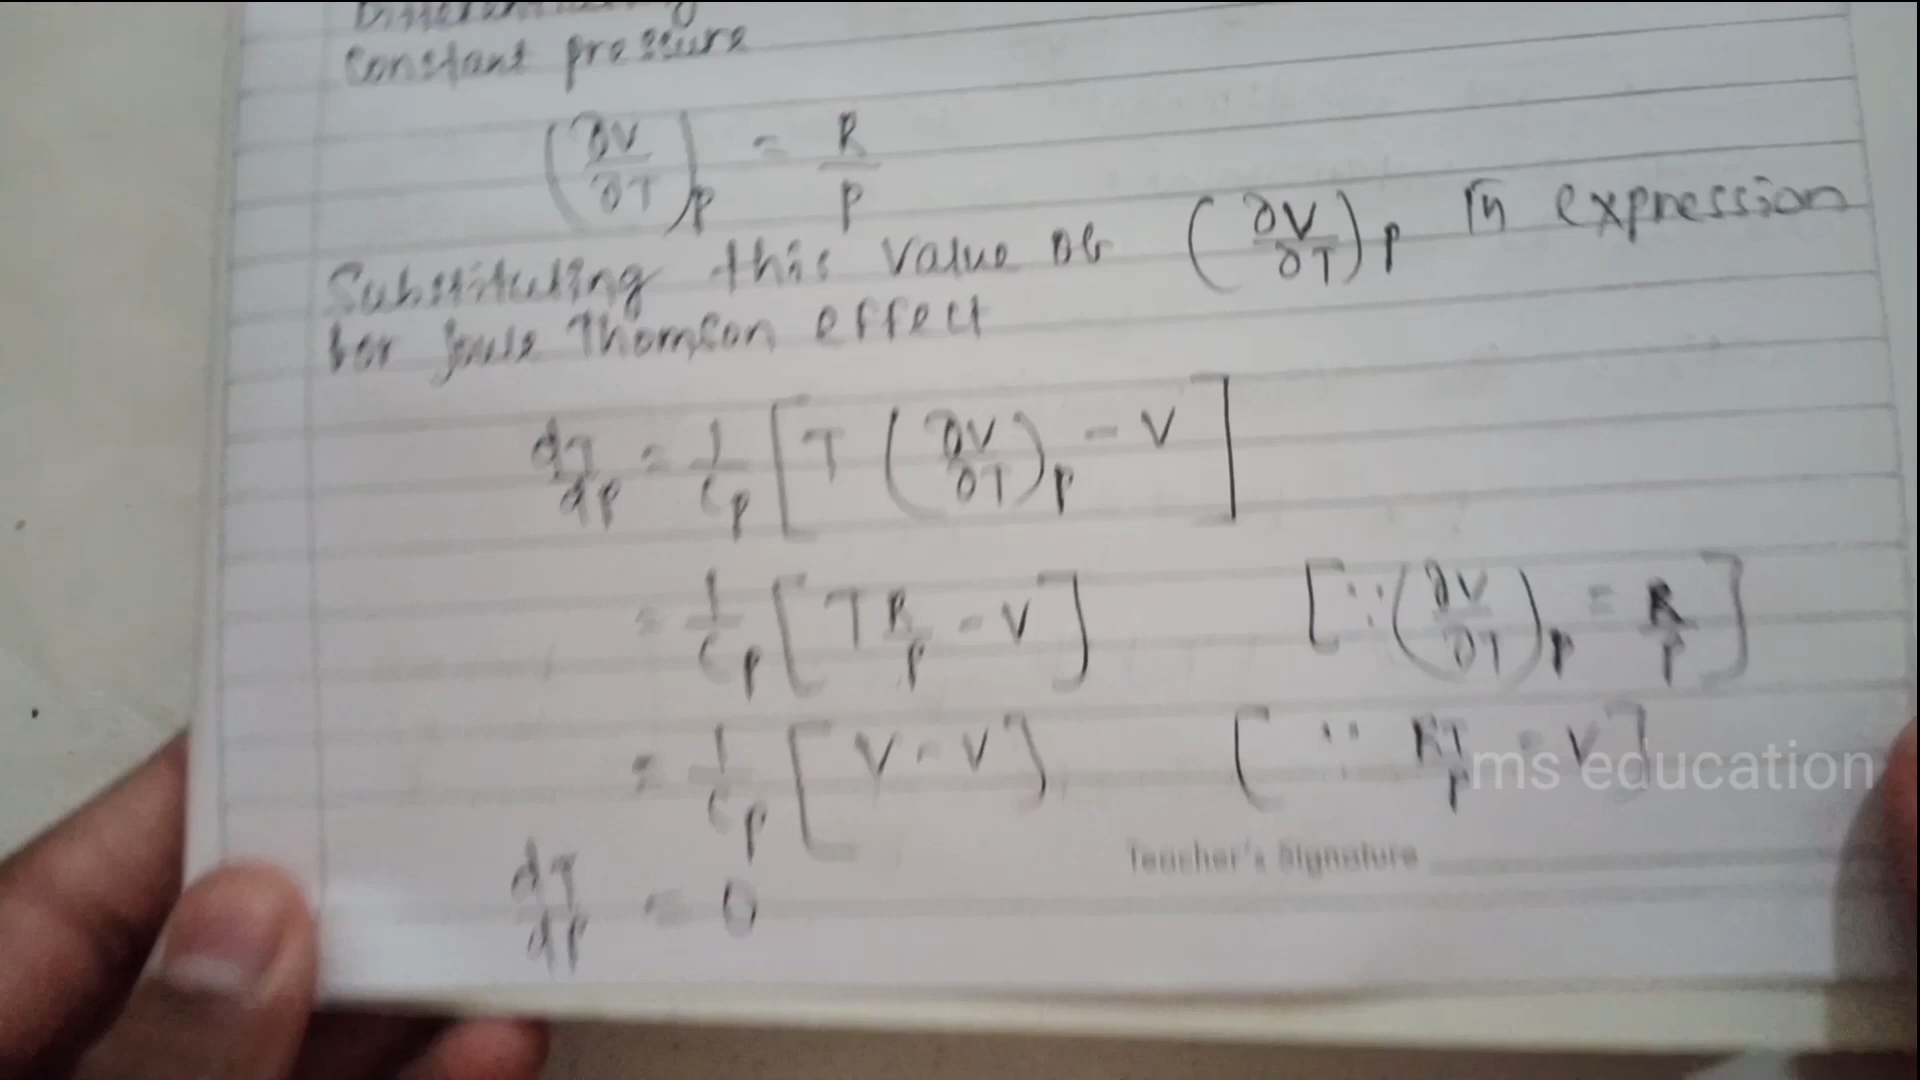 constant pressure
(∂V/∂T)p = R/P
Substituting this value of (∂V/∂T)p in expression
for Joule Thomson effect
dT/dp = 1/Cp [T (∂V/∂T)p - V]
= 1/Cp [T R/P - V] [∵ (∂V/∂T)p = R/P]
= 1/Cp [V - V] [∵ RT/P = V]
ms education
Teacher's Signature
dT/dp = 0